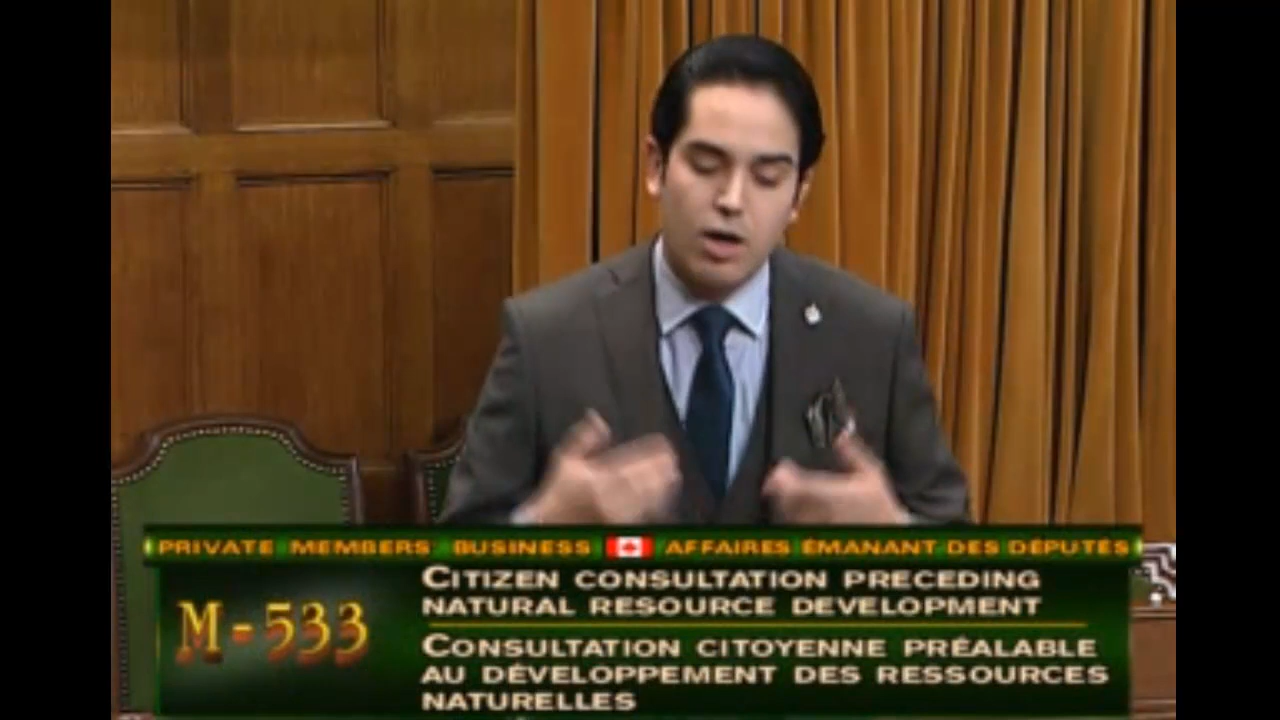 PRIVATE MEMBERS BUSINESS AFFAIRES ÉMANANT DES DÉPUTÉS
M-533
CITIZEN CONSULTATION PRECEDING
NATURAL RESOURCE DEVELOPMENT
CONSULTATION CITOYENNE PRÉALABLE
AU DÉVELOPPEMENT DES RESSOURCES
NATURELLES